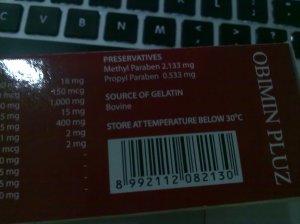 PRESERVATIVES
Methyl Paraben 2.133 mg
Propyl Paraben 0.533 mg
SOURCE OF GELATIN
Bovine
STORE AT TEMPERATURE BELOW 30°C
8 992112 082130
OBIMIN PLUZ
18 mg
150 mcg
1,000 mg
15 mg
400 mg
2 mg
2 mg